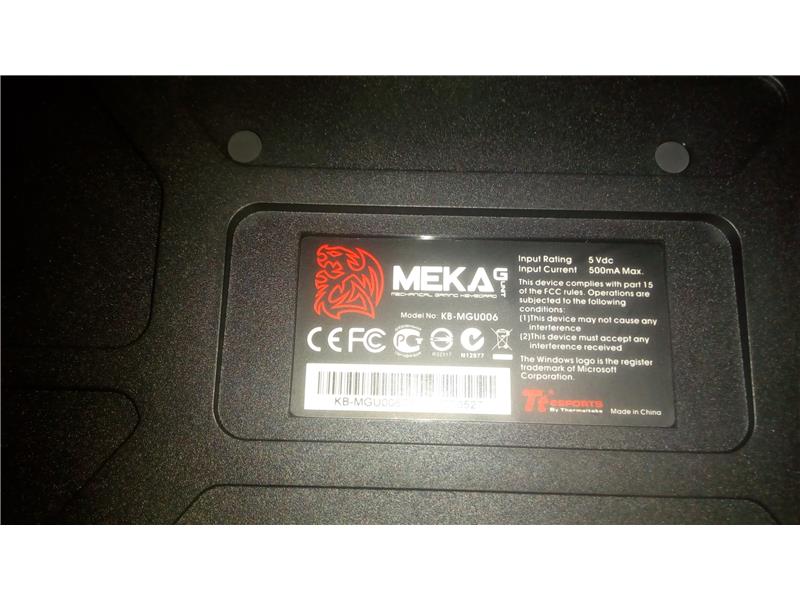 MEKA G UNIT
MECHANICAL GAMING KEYBOARD
Model No: KB-MGU006
CE FC PG
N12977
KB-MGU006
Input Rating 5 Vdc
Input Current 500mA Max.
This device complies with part 15
of the FCC rules. Operations are
subjected to the following
conditions:
(1)This device may not cause any
interference
(2)This device must accept any
interference received
The Windows logo is the register
trademark of Microsoft
Corporation.
Tt eSPORTS
By Thermaltake
Made in China